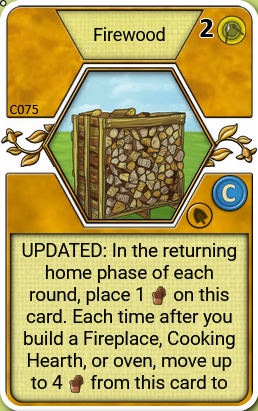 Firewood
2
C075
C
UPDATED: In the returning
home phase of each
round, place 1 on this
card. Each time after you
build a Fireplace, Cooking
Hearth, or oven, move up
to 4 from this card to